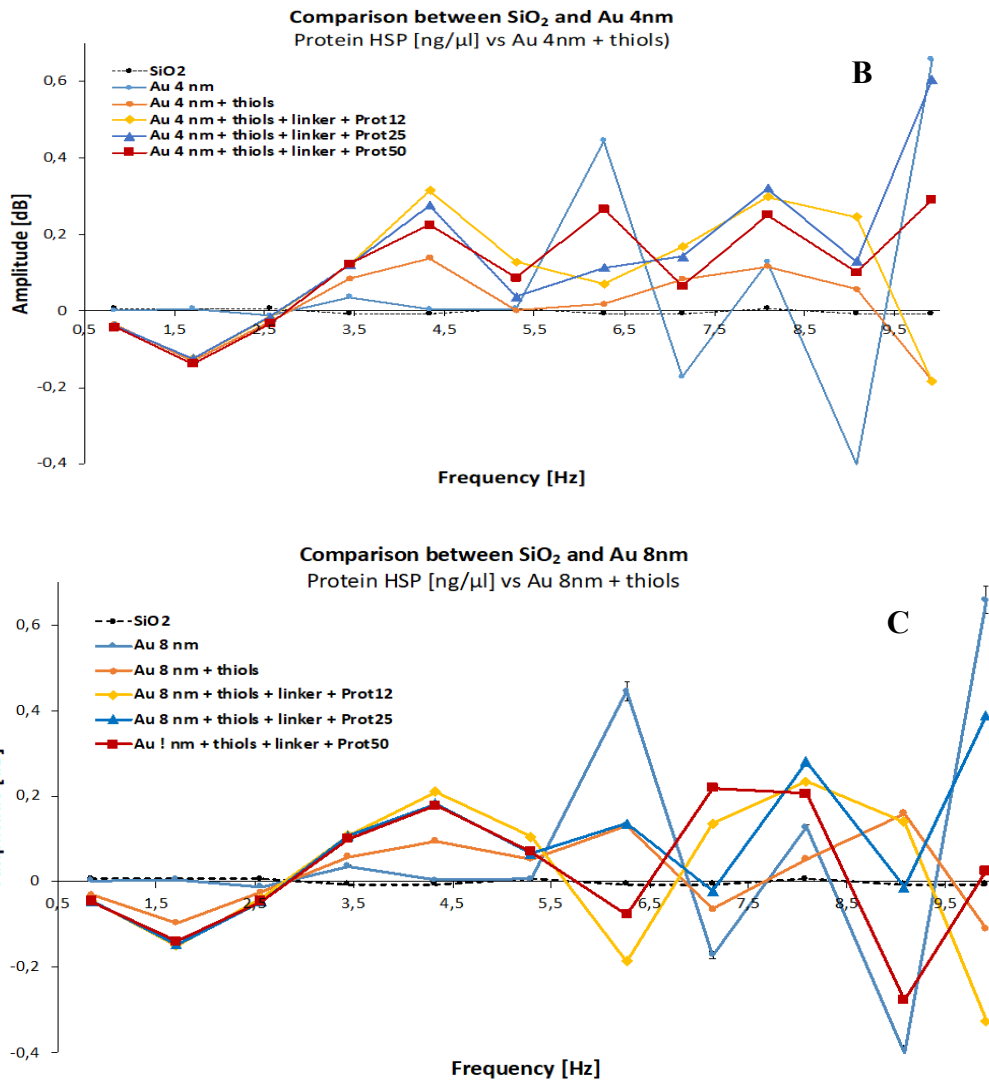 Comparison between SiO₂ and Au 4nm
Protein HSP [ng/µl] vs Au 4nm + thiols)
B
SiO2
Au 4 nm
Au 4 nm + thiols
Au 4 nm + thiols + linker + Prot12
Au 4 nm + thiols + linker + Prot25
Au 4 nm + thiols + linker + Prot50
Amplitude [dB]
0,6
0,4
0,2
0
-0,2
-0,4
0,5 1,5 2,5 3,5 4,5 5,5 6,5 7,5 8,5 9,5
Frequency [Hz]
Comparison between SiO₂ and Au 8nm
Protein HSP [ng/µl] vs Au 8nm + thiols
C
SiO2
Au 8 nm
Au 8 nm + thiols
Au 8 nm + thiols + linker + Prot12
Au 8 nm + thiols + linker + Prot25
Au ! nm + thiols + linker + Prot50
0,6
0,4
0,2
0
-0,2
-0,4
0,5 1,5 2,5 3,5 4,5 5,5 6,5 7,5 8,5 9,5
Frequency [Hz]